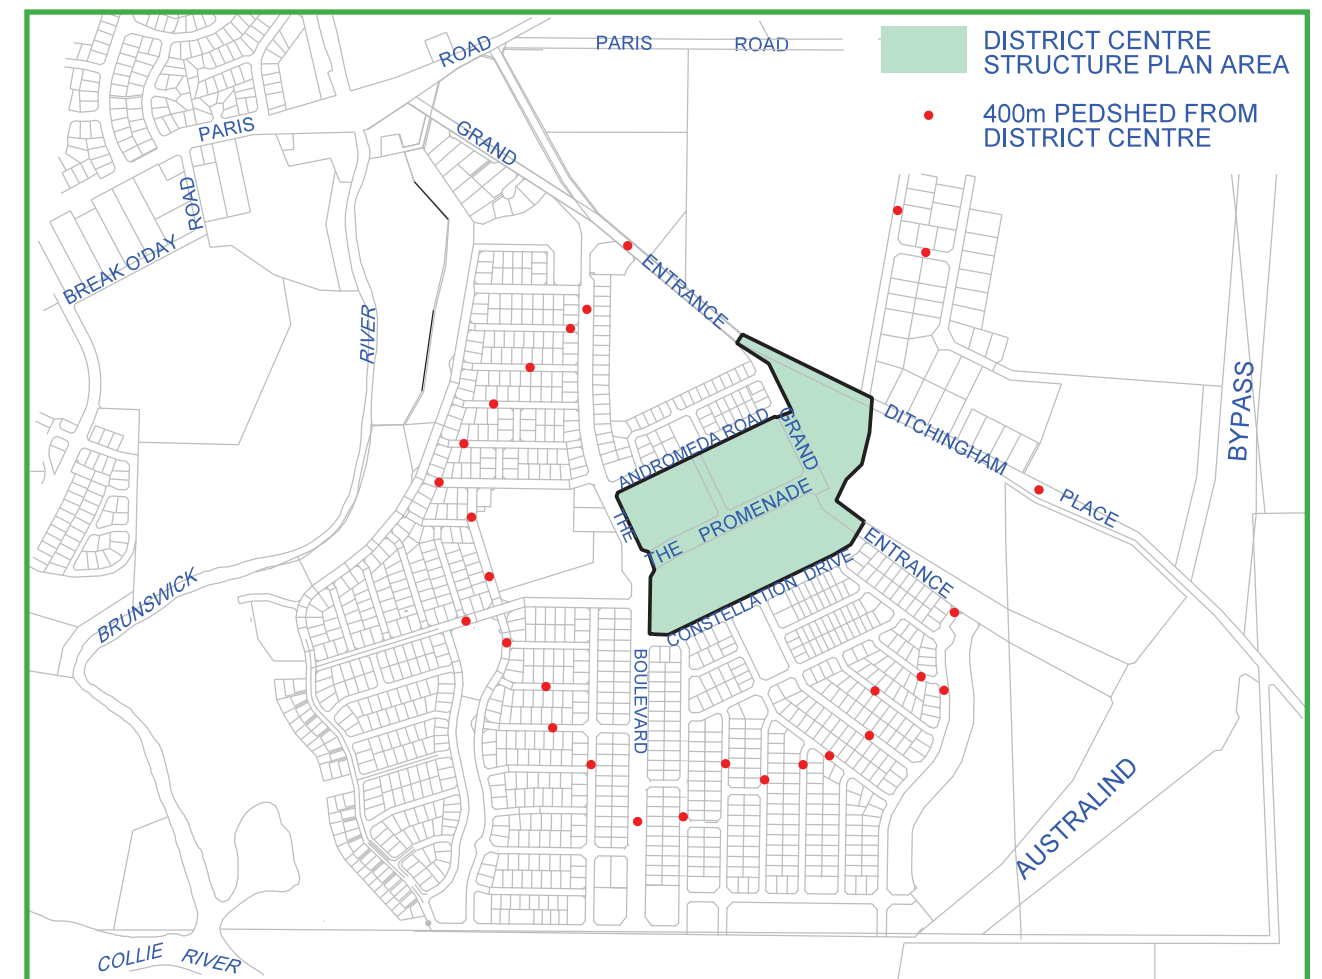 ROAD
PARIS
ROAD
DISTRICT CENTRE
STRUCTURE PLAN AREA
400m PEDSHED FROM
DISTRICT CENTRE
PARIS
GRAND
ROAD
BREAK O'DAY
ENTRANCE
RIVER
BYPASS
DITCHINGHAM
PLACE
ANDROMEDA ROAD
GRAND
THE
THE PROMENADE
ENTRANCE
CONSTELLATION DRIVE
BRUNSWICK
BOULEVARD
AUSTRALIND
COLLIE RIVER